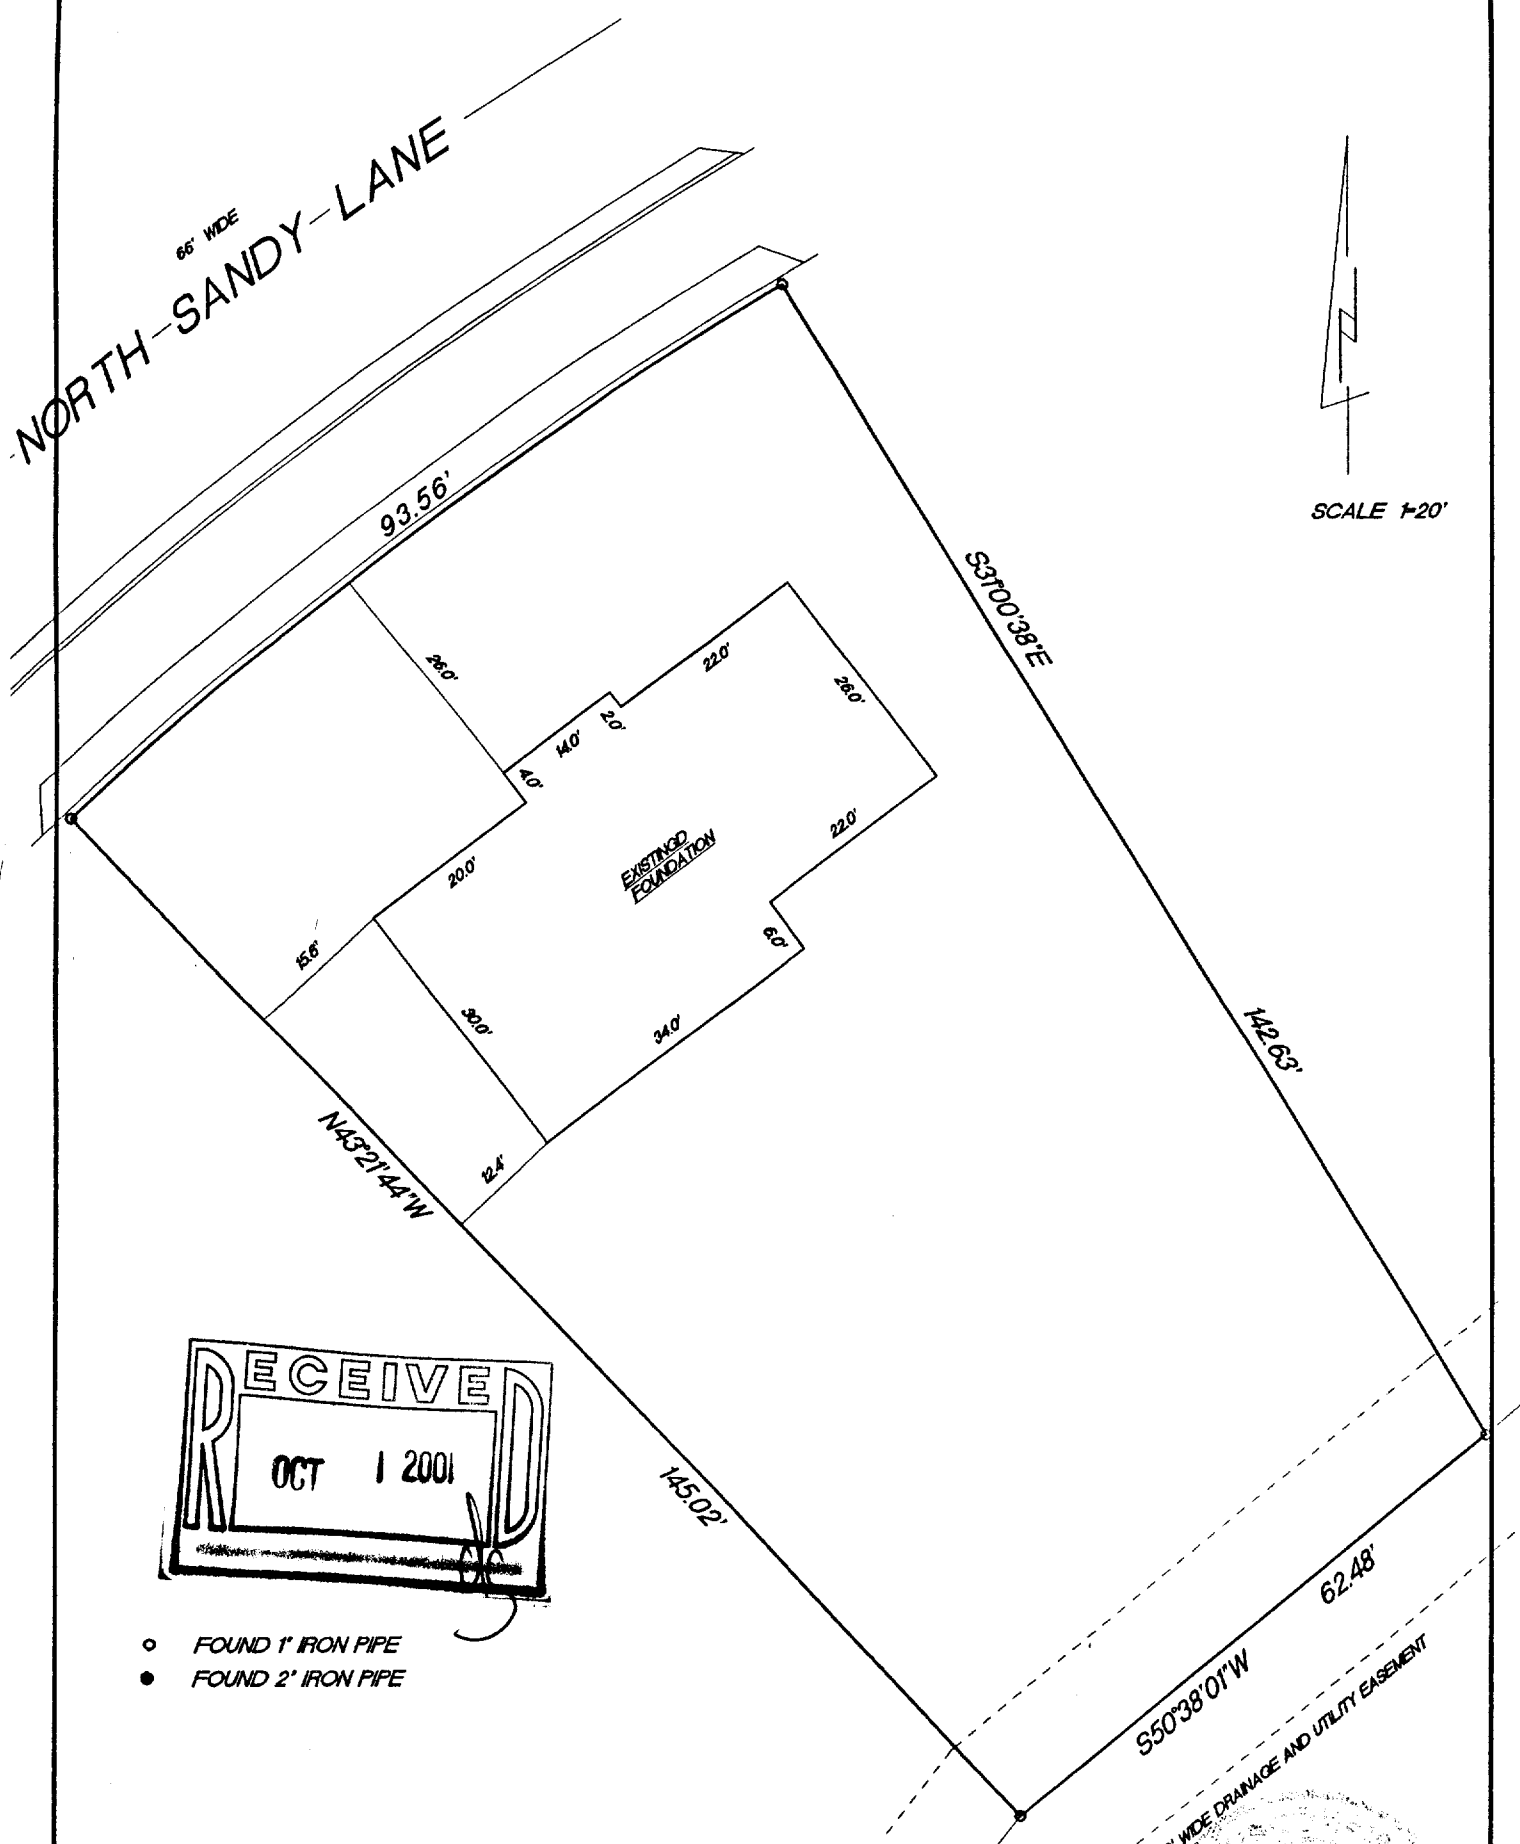 NORTH SANDY LANE
66' WIDE
SCALE 1"=20'
93.56'
S31°00'38"E
26.0'
22.0'
2.0'
14.0'
4.0'
26.0'
22.0'
EXISTINGD
FOUNDATION
20.0'
6.0'
15.6'
30.0'
34.0'
12.4'
142.63'
N43°21'44"W
145.02'
RECEIVED
OCT 1 2001
62.48'
S50°38'01"W
WIDE DRAINAGE AND UTILITY EASEMENT
FOUND 1" IRON PIPE
FOUND 2" IRON PIPE